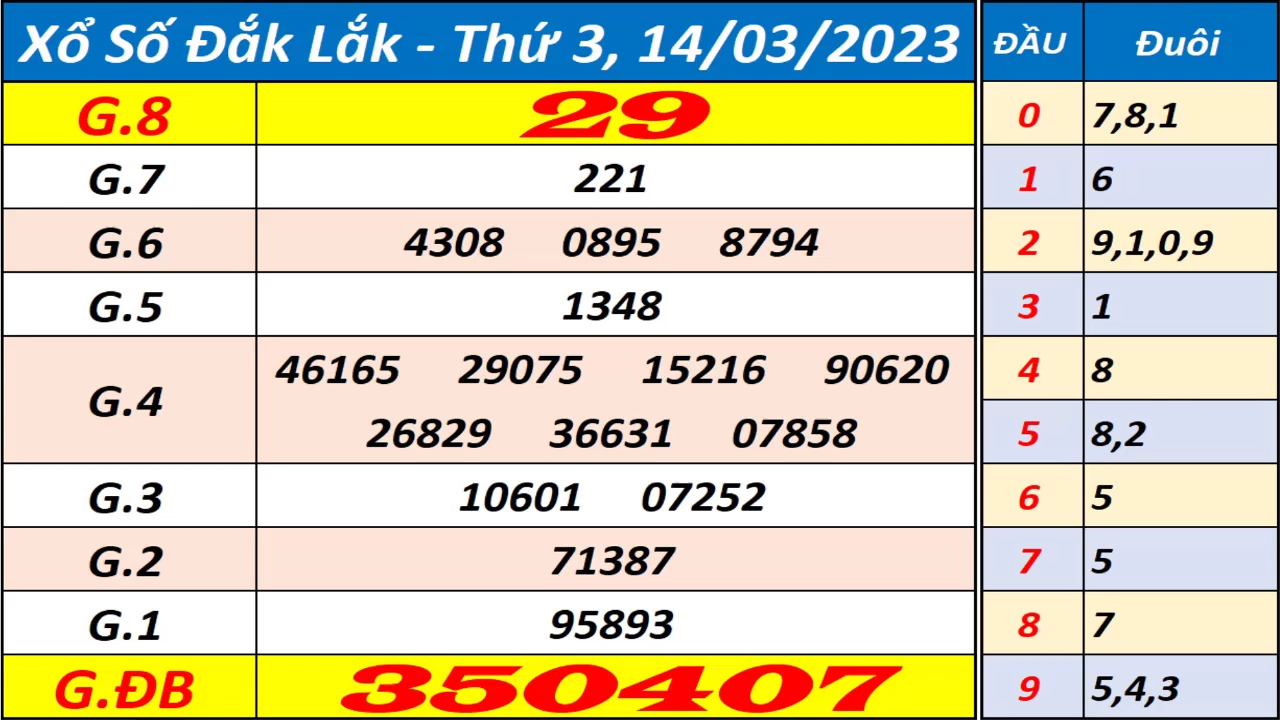 Xổ Số Đắk Lắk - Thứ 3, 14/03/2023
G.8 29
G.7 221
G.6 4308 0895 8794
G.5 1348
G.4 46165 29075 15216 90620
26829 36631 07858
G.3 10601 07252
G.2 71387
G.1 95893
G.ĐB 350407
ĐẦU Đuôi
0 7,8,1
1 6
2 9,1,0,9
3 1
4 8
5 8,2
6 5
7 5
8 7
9 5,4,3